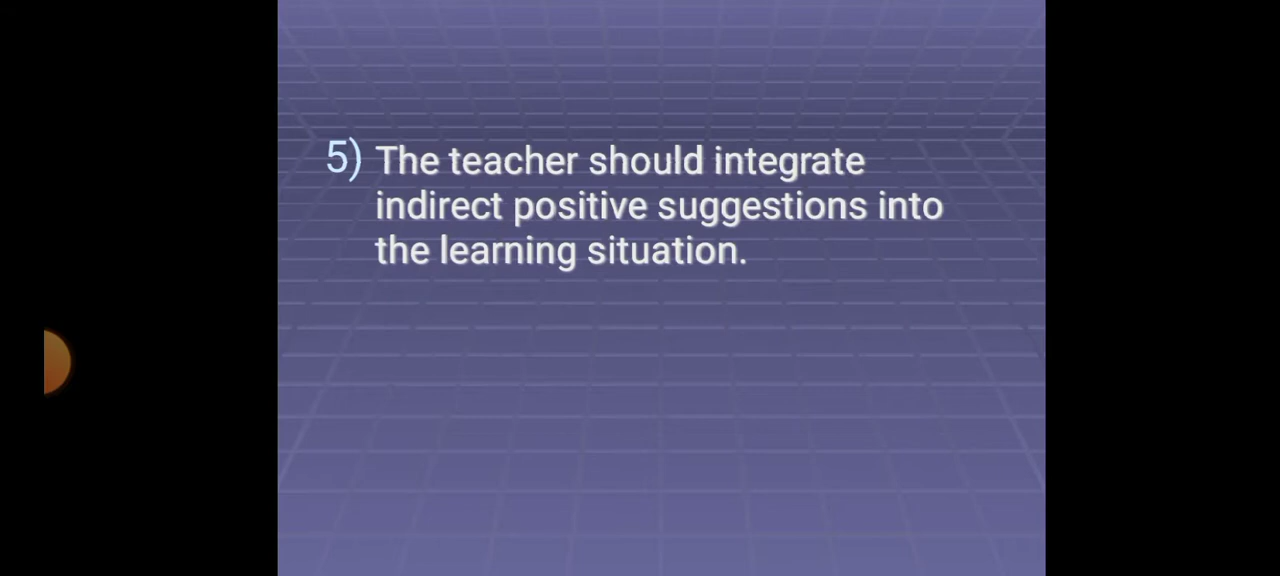 5) The teacher should integrate
indirect positive suggestions into
the learning situation.